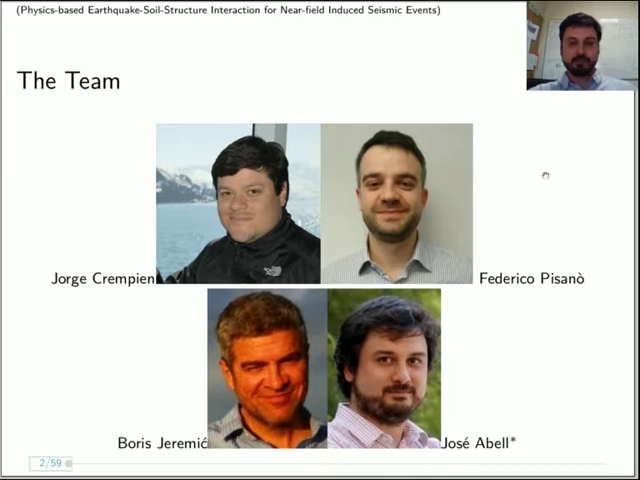 (Physics-based Earthquake-Soil-Structure Interaction for Near-field Induced Seismic Events)
The Team
Jorge Crempien
Federico Pisanò
Boris Jeremić
José Abell*
2/59